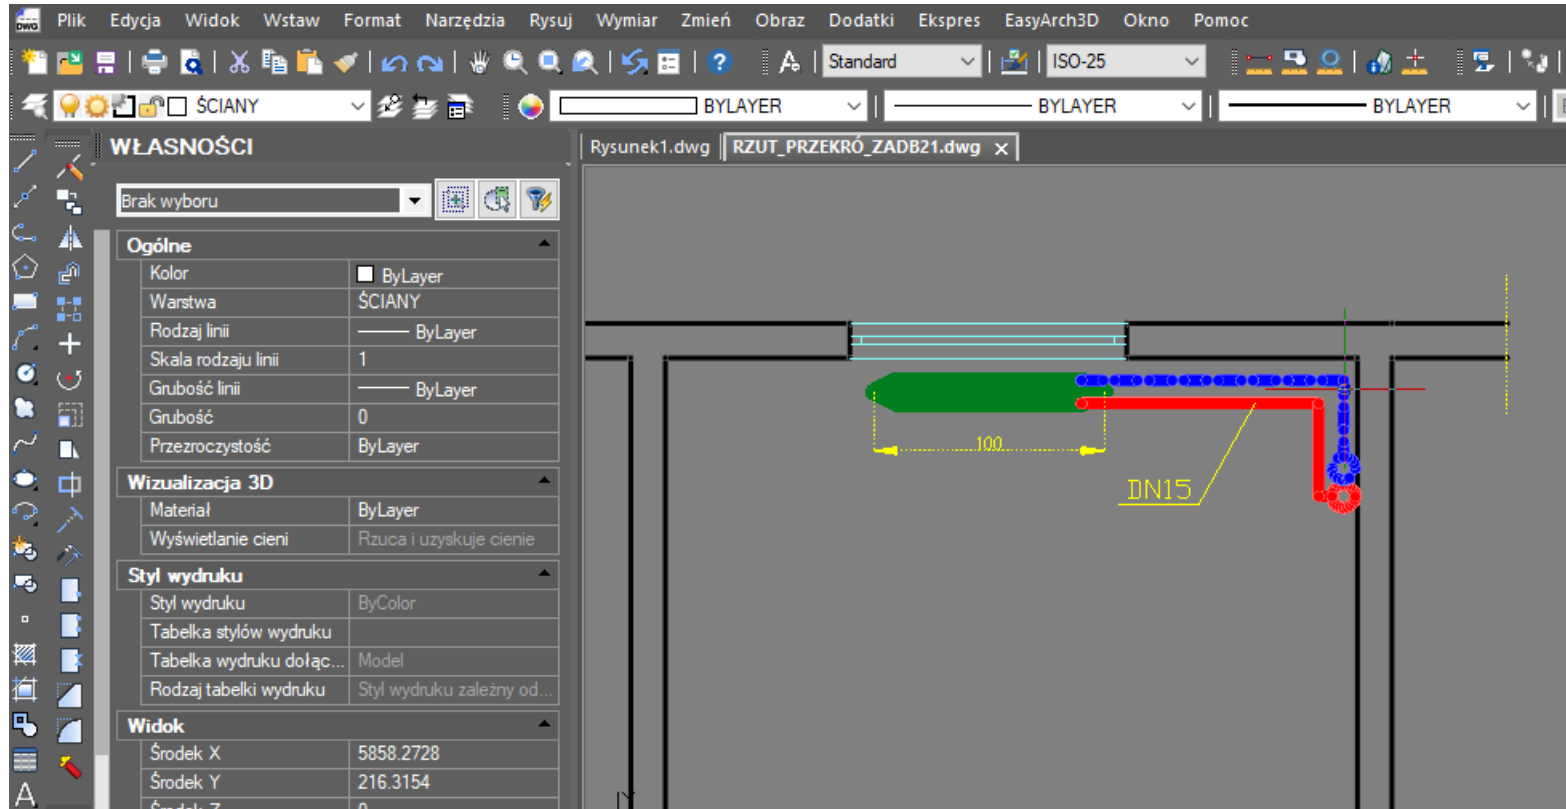 DWG Plik Edycja Widok Wstaw Format Narzędzia Rysuj Wymiar Zmień Obraz Dodatki Ekspres EasyArch3D Okno Pomoc
Standard ISO-25
ŚCIANY BYLAYER BYLAYER BYLAYER
WŁASNOŚCI
Rysunek1.dwg RZUT_PRZEKRÓ_ZADB21.dwg
Brak wyboru
Ogólne
Kolor ByLayer
Warstwa ŚCIANY
Rodzaj linii ByLayer
Skala rodzaju linii 1
Grubość linii ByLayer
Grubość 0
Przezroczystość ByLayer
Wizualizacja 3D
Materiał ByLayer
Wyświetlanie cieni Rzuca i uzyskuje cienie
Styl wydruku
Styl wydruku ByColor
Tabelka stylów wydruku
Tabelka wydruku dołąc... Model
Rodzaj tabelki wydruku Styl wydruku zależny od...
Widok
Środek X 5858.2728
Środek Y 216.3154
Środek Z 0
100
DN15
Y